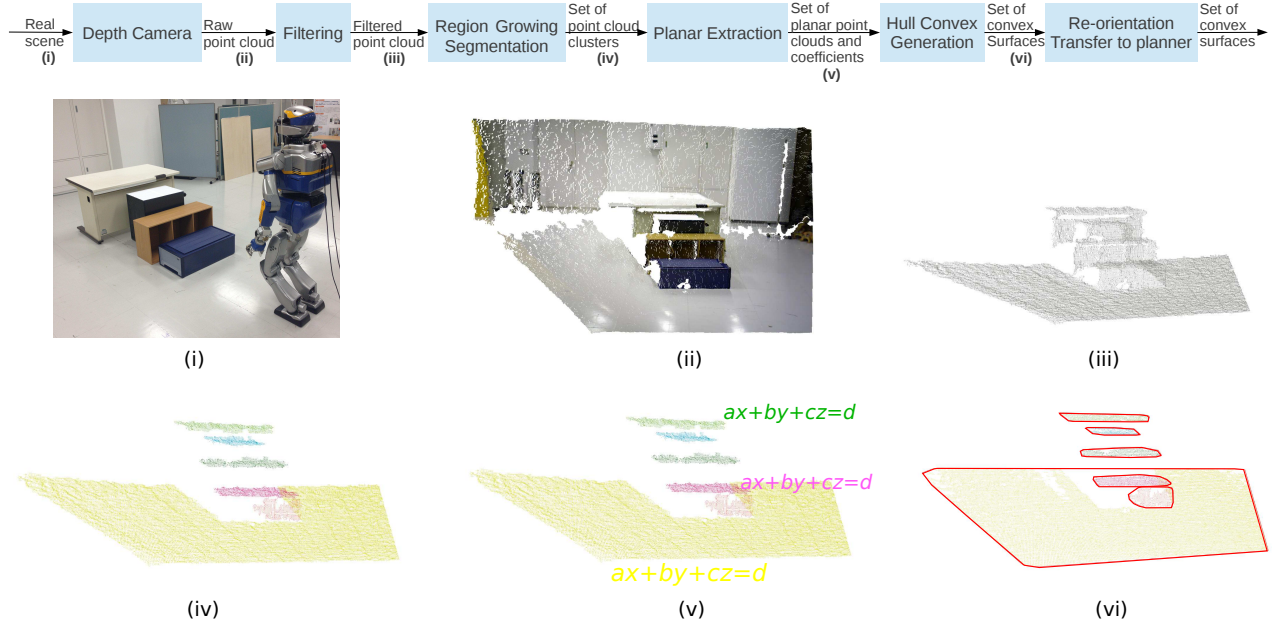 Real
scene
(i)
Depth Camera
Raw
point cloud
(ii)
Filtering
Filtered
point cloud
(iii)
Region Growing
Segmentation
Set of
point cloud
clusters
(iv)
Planar Extraction
Set of
planar point
clouds and
coefficients
(v)
Hull Convex
Generation
Set of
convex
Surfaces
(vi)
Re-orientation
Transfer to planner
Set of
convex
surfaces
(i)
(ii)
(iii)
ax+by+cz=d
ax+by+cz=d
ax+by+cz=d
(iv)
(v)
(vi)